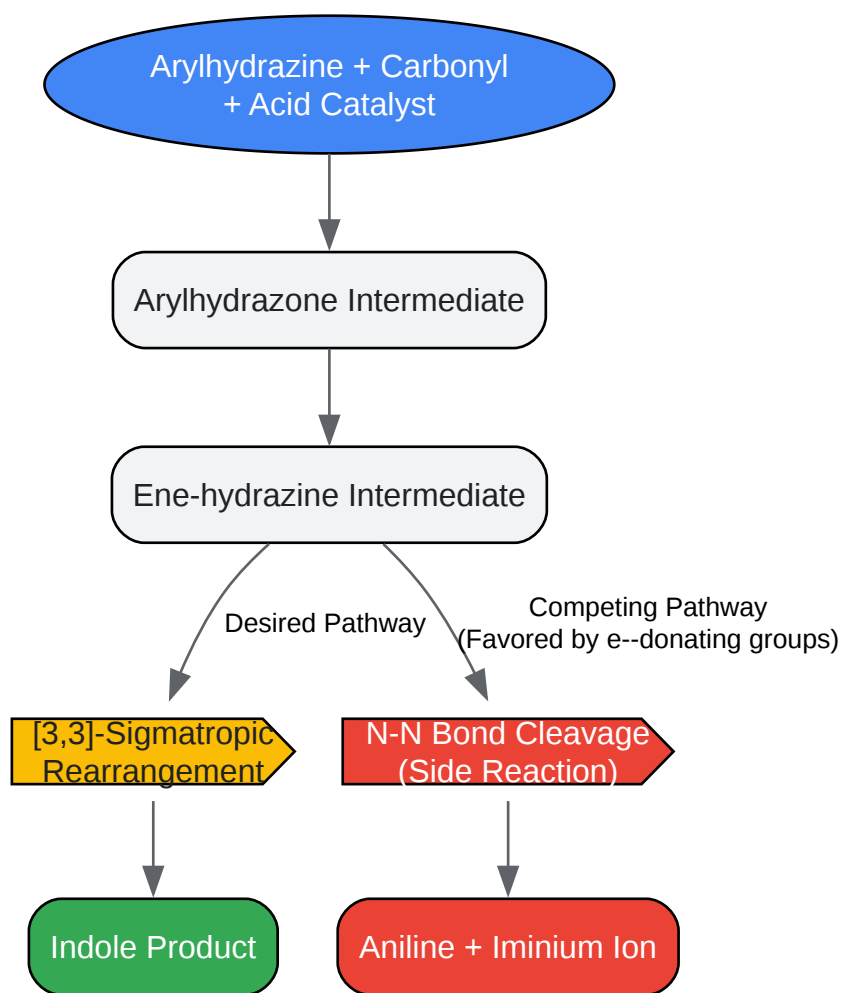 Arylhydrazine + Carbonyl
+ Acid Catalyst
Arylhydrazone Intermediate
Ene-hydrazine Intermediate
Desired Pathway
Competing Pathway
(Favored by e--donating groups)
[3,3]-Sigmatropic
Rearrangement
N-N Bond Cleavage
(Side Reaction)
Indole Product
Aniline + Iminium Ion